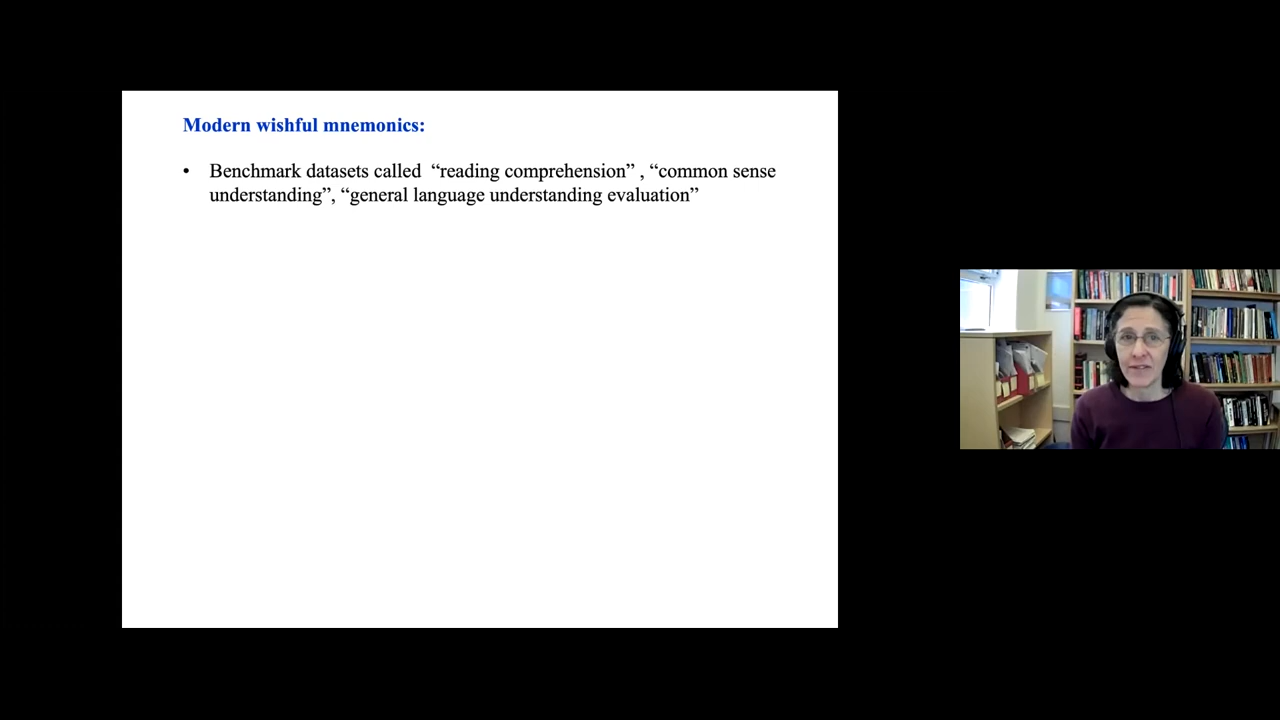 Modern wishful mnemonics:
• Benchmark datasets called “reading comprehension” , “common sense
understanding”, “general language understanding evaluation”